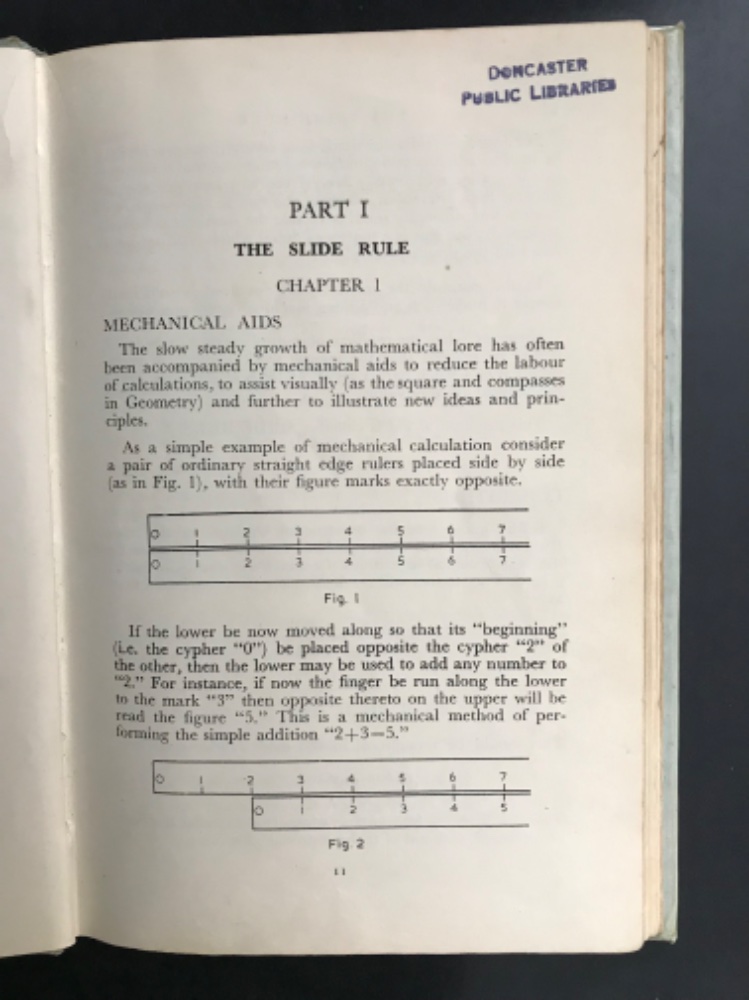 DONCASTER
PUBLIC LIBRARIES
PART I
THE SLIDE RULE
CHAPTER 1
MECHANICAL AIDS
The slow steady growth of mathematical lore has often
been accompanied by mechanical aids to reduce the labour
of calculations, to assist visually (as the square and compasses
in Geometry) and further to illustrate new ideas and prin-
ciples.
As a simple example of mechanical calculation consider
a pair of ordinary straight edge rulers placed side by side
(as in Fig. 1), with their figure marks exactly opposite.
0 1 2 3 4 5 6 7
0 1 2 3 4 5 6 7
Fig. 1
If the lower be now moved along so that its "beginning"
(i.e. the cypher "0") be placed opposite the cypher "2" of
the other, then the lower may be used to add any number to
"2." For instance, if now the finger be run along the lower
to the mark "3" then opposite thereto on the upper will be
read the figure "5." This is a mechanical method of per-
forming the simple addition "2+3=5."
0 1 2 3 4 5 6 7
0 1 2 3 4 5
Fig. 2
11